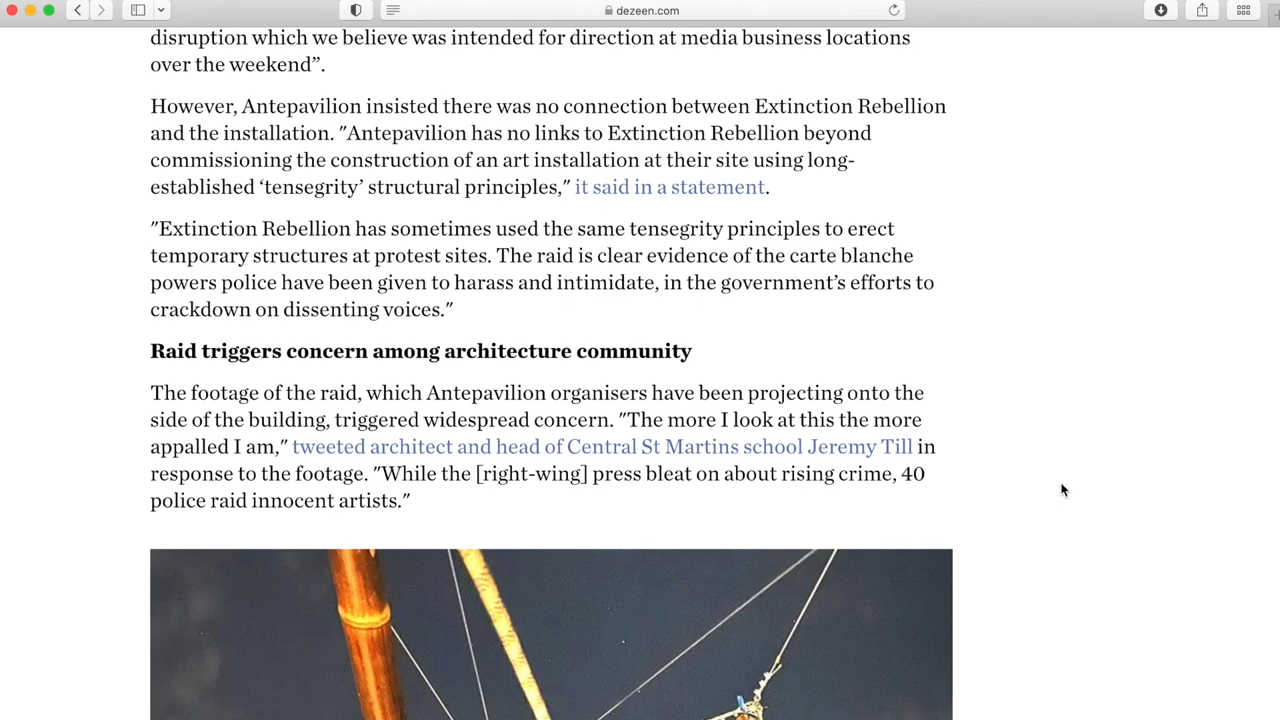 dezeen.com
disruption which we believe was intended for direction at media business locations
over the weekend”.
However, Antepavilion insisted there was no connection between Extinction Rebellion
and the installation. "Antepavilion has no links to Extinction Rebellion beyond
commissioning the construction of an art installation at their site using long-
established ‘tensegrity’ structural principles," it said in a statement.
"Extinction Rebellion has sometimes used the same tensegrity principles to erect
temporary structures at protest sites. The raid is clear evidence of the carte blanche
powers police have been given to harass and intimidate, in the government’s efforts to
crackdown on dissenting voices."
Raid triggers concern among architecture community
The footage of the raid, which Antepavilion organisers have been projecting onto the
side of the building, triggered widespread concern. "The more I look at this the more
appalled I am," tweeted architect and head of Central St Martins school Jeremy Till in
response to the footage. "While the [right-wing] press bleat on about rising crime, 40
police raid innocent artists."